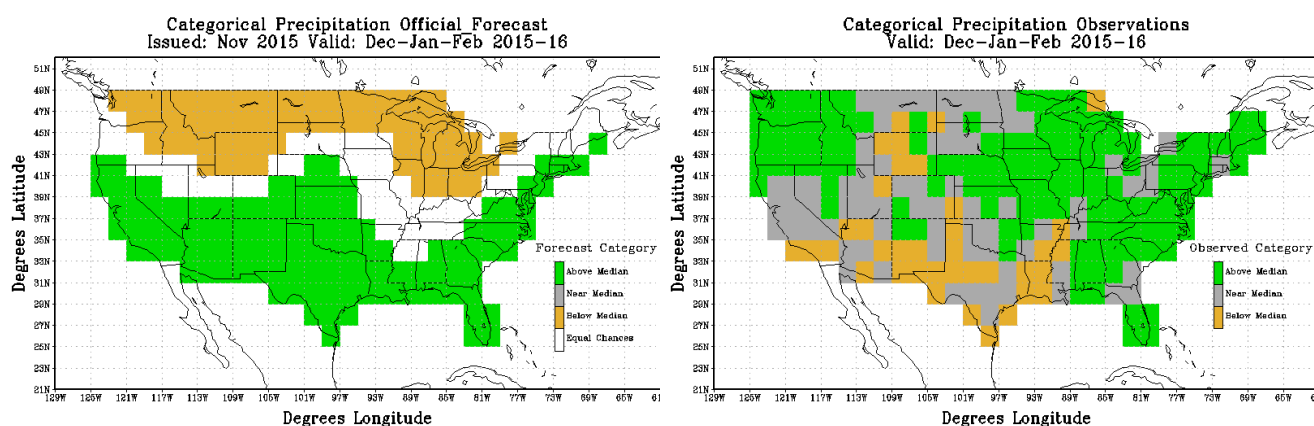 Categorical Precipitation Official_Forecast
Issued: Nov 2015 Valid: Dec-Jan-Feb 2015-16
51N
49N
47N
45N
43N
41N
39N
37N
35N
33N
31N
29N
27N
25N
23N
21N
Degrees Latitude
Forecast Category
Above Median
Near Median
Below Median
Equal Chances
129W 125W 121W 117W 113W 109W 105W 101W 97W 93W 89W 85W 81W 77W 73W 69W 65W 61
Degrees Longitude
Categorical Precipitation Observations
Valid: Dec-Jan-Feb 2015-16
51N
49N
47N
45N
43N
41N
39N
37N
35N
33N
31N
29N
27N
25N
23N
21N
Degrees Latitude
Observed Category
Above Median
Near Median
Below Median
129W 125W 121W 117W 113W 109W 105W 101W 97W 93W 89W 85W 81W 77W 73W 69W 65W 6
Degrees Longitude